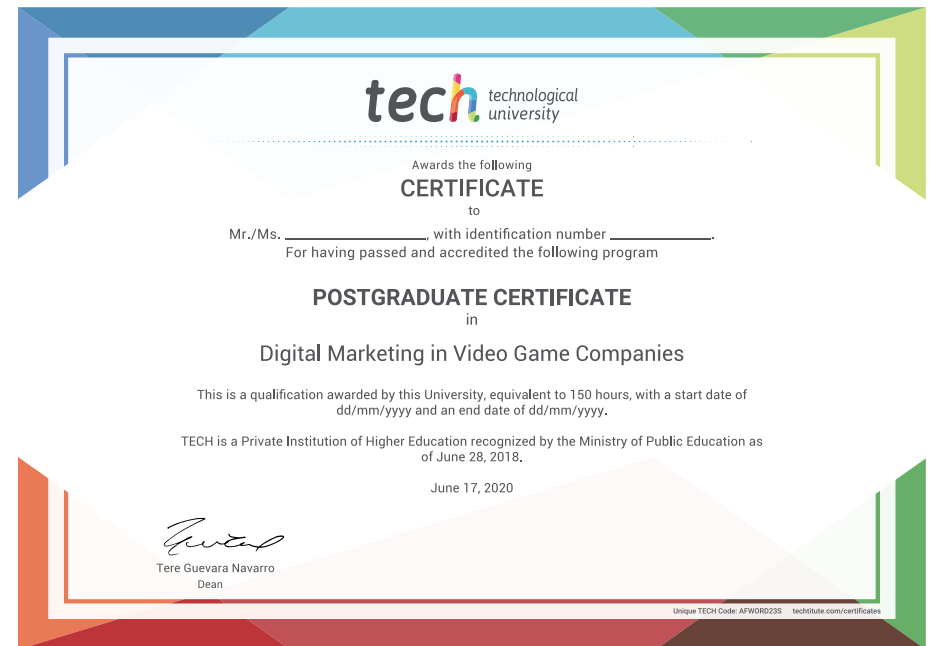 tech technological
university
Awards the following
CERTIFICATE
to
Mr./Ms. ____________________, with identification number ______________.
For having passed and accredited the following program
POSTGRADUATE CERTIFICATE
in
Digital Marketing in Video Game Companies
This is a qualification awarded by this University, equivalent to 150 hours, with a start date of
dd/mm/yyyy and an end date of dd/mm/yyyy.
TECH is a Private Institution of Higher Education recognized by the Ministry of Public Education as
of June 28, 2018.
June 17, 2020
Tere Guevara Navarro
Dean
Unique TECH Code: AFWORD23S techtitute.com/certificates